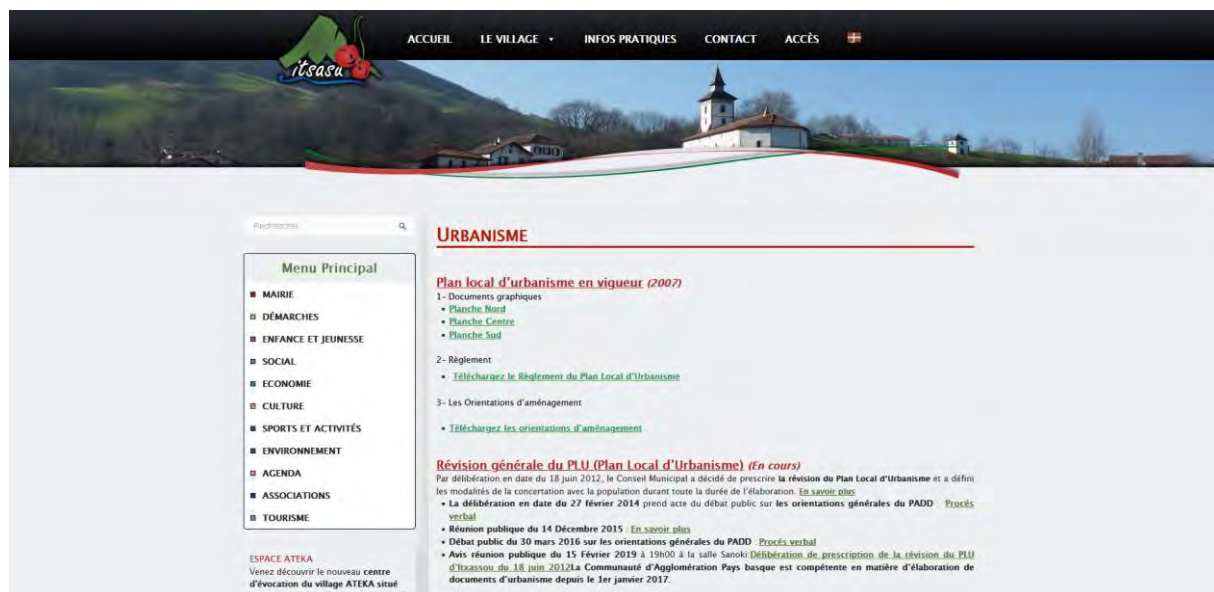 ACCUEIL LE VILLAGE INFOS PRATIQUES CONTACT ACCÈS
itsasu
Rechercher
Menu Principal
MAIRIE
DÉMARCHES
ENFANCE ET JEUNESSE
SOCIAL
ECONOMIE
CULTURE
SPORTS ET ACTIVITÉS
ENVIRONNEMENT
AGENDA
ASSOCIATIONS
TOURISME
ESPACE ATEKA
Venez découvrir le nouveau centre
d'évocation du village ATEKA situé
URBANISME
Plan local d'urbanisme en vigueur (2007)
1- Documents graphiques
• Planche Nord
• Planche Centre
• Planche Sud
2- Règlement
• Téléchargez le Règlement du Plan Local d'Urbanisme
3- Les Orientations d'aménagement
• Téléchargez les orientations d'aménagement
Révision générale du PLU (Plan Local d'Urbanisme) (En cours)
Par délibération en date du 18 juin 2012, le Conseil Municipal a décidé de prescrire la révision du Plan Local d'Urbanisme et a défini
les modalités de la concertation avec la population durant toute la durée de l'élaboration. En savoir plus
• La délibération en date du 27 février 2014 prend acte du débat public sur les orientations générales du PADD : Procés
verbal
• Réunion publique du 14 Décembre 2015 : En savoir plus
• Débat public du 30 mars 2016 sur les orientations générales du PADD : Procés verbal
• Avis réunion publique du 15 Février 2019 à 19h00 à la salle Sanoki:Délibération de prescription de la révision du PLU
d'Itxassou du 18 juin 2012La Communauté d'Agglomération Pays basque est compétente en matière d'élaboration de
documents d'urbanisme depuis le 1er janvier 2017.